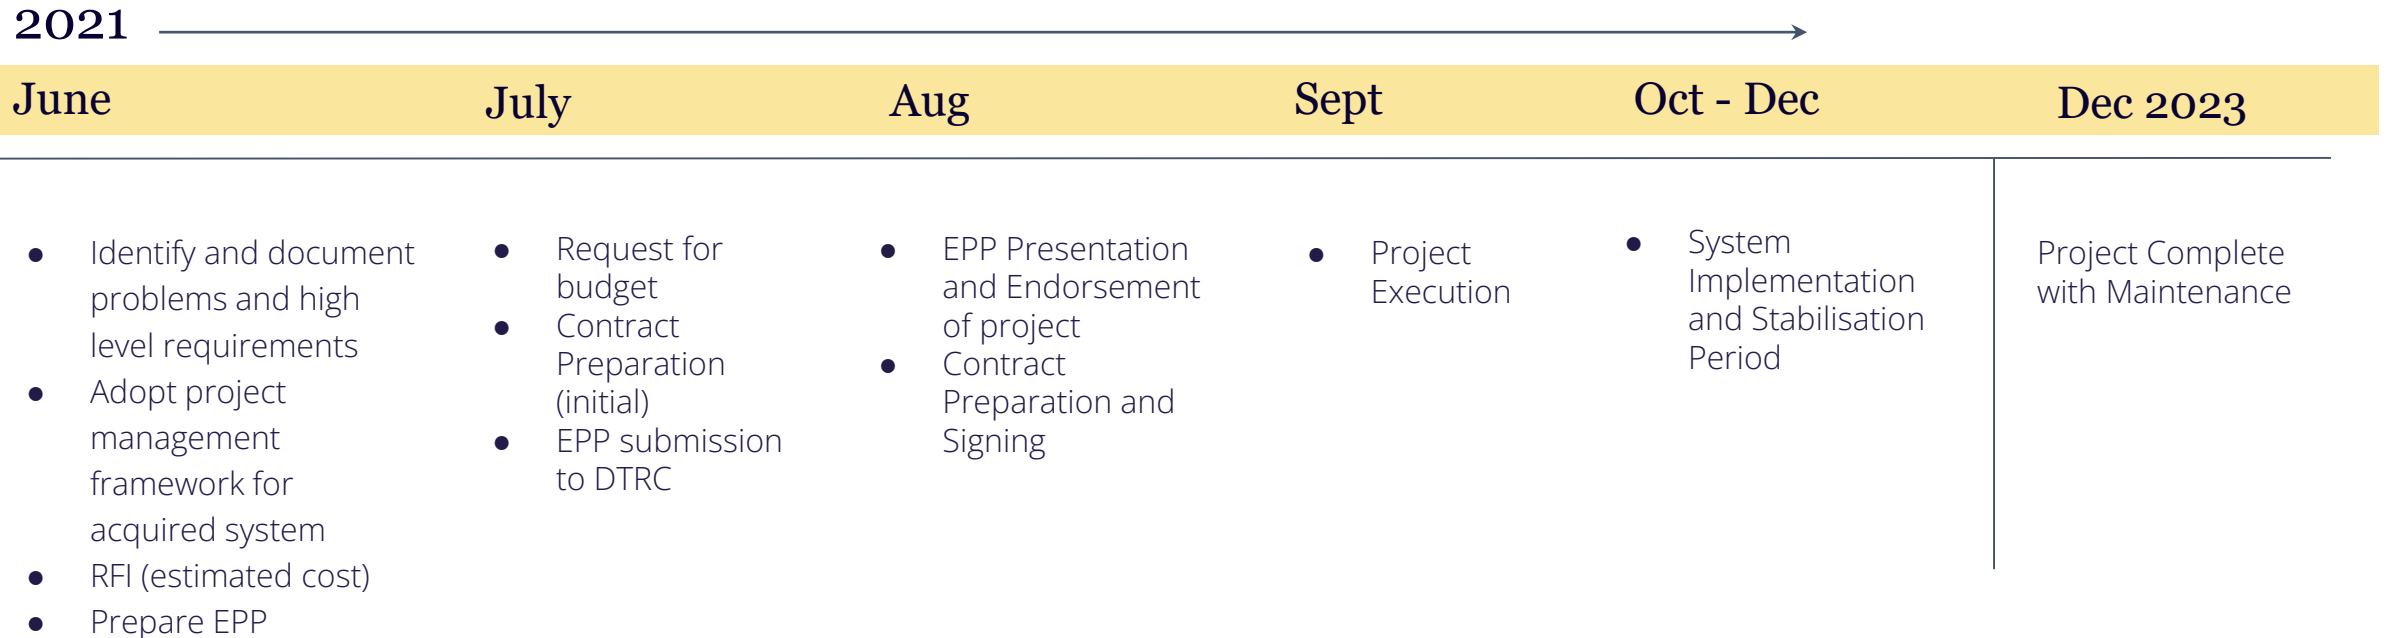 2021
June
July
Aug
Sept
Oct - Dec
Dec 2023
● Identify and document
problems and high
level requirements
● Adopt project
management
framework for
acquired system
● RFI (estimated cost)
● Prepare EPP
● Request for
budget
● Contract
Preparation
(initial)
● EPP submission
to DTRC
● EPP Presentation
and Endorsement
of project
● Contract
Preparation and
Signing
● Project
Execution
● System
Implementation
and Stabilisation
Period
Project Complete
with Maintenance